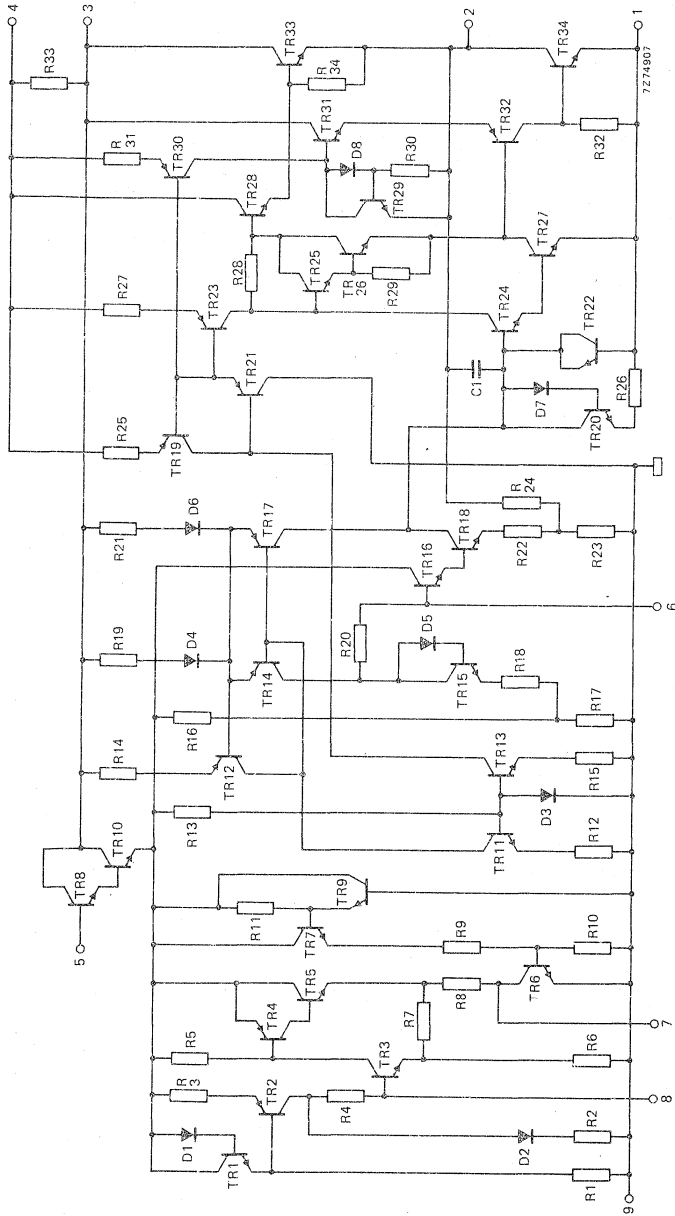 4
3
2
1
R33
TR33
R
34
TR34
7Z74907
R
31
TR30
TR31
D8
R30
TR29
TR32
R32
TR28
R28
TR25
TR
26
R29
TR27
R27
TR23
TR24
TR22
R26
TR21
C1
D7
TR20
R25
TR19
R
24
R21
D6
TR17
TR18
R22
R23
TR16
R19
D4
R20
D5
6
TR14
TR15
R18
R16
R17
R14
TR12
TR13
R15
R13
D3
TR11
R12
TR10
TR8
5
TR9
R11
TR7
R9
R10
TR6
TR5
R8
TR4
R7
7
R5
TR3
R6
R
3
TR2
R4
8
D1
TR1
D2
R2
R1
9